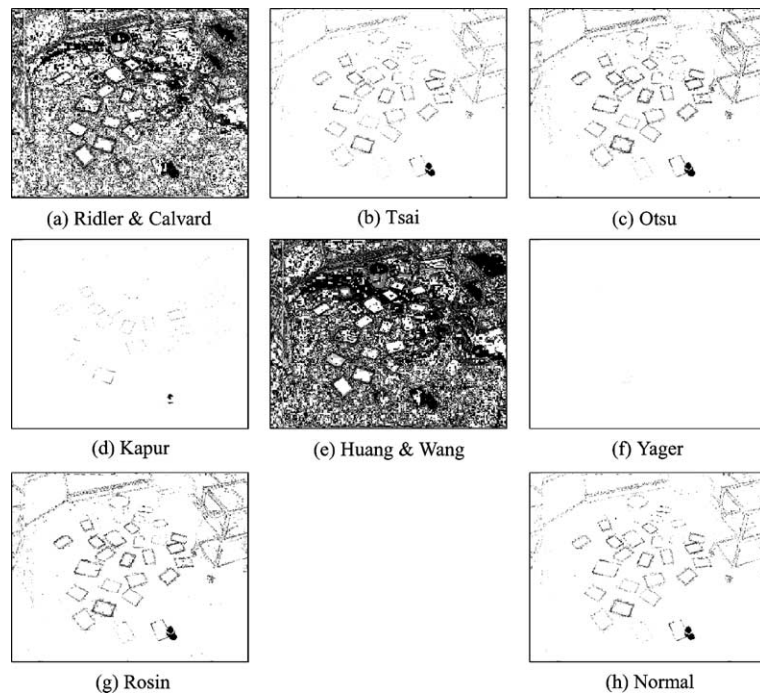 (a) Ridler & Calvard
(b) Tsai
(c) Otsu
(d) Kapur
(e) Huang & Wang
(f) Yager
(g) Rosin
(h) Normal